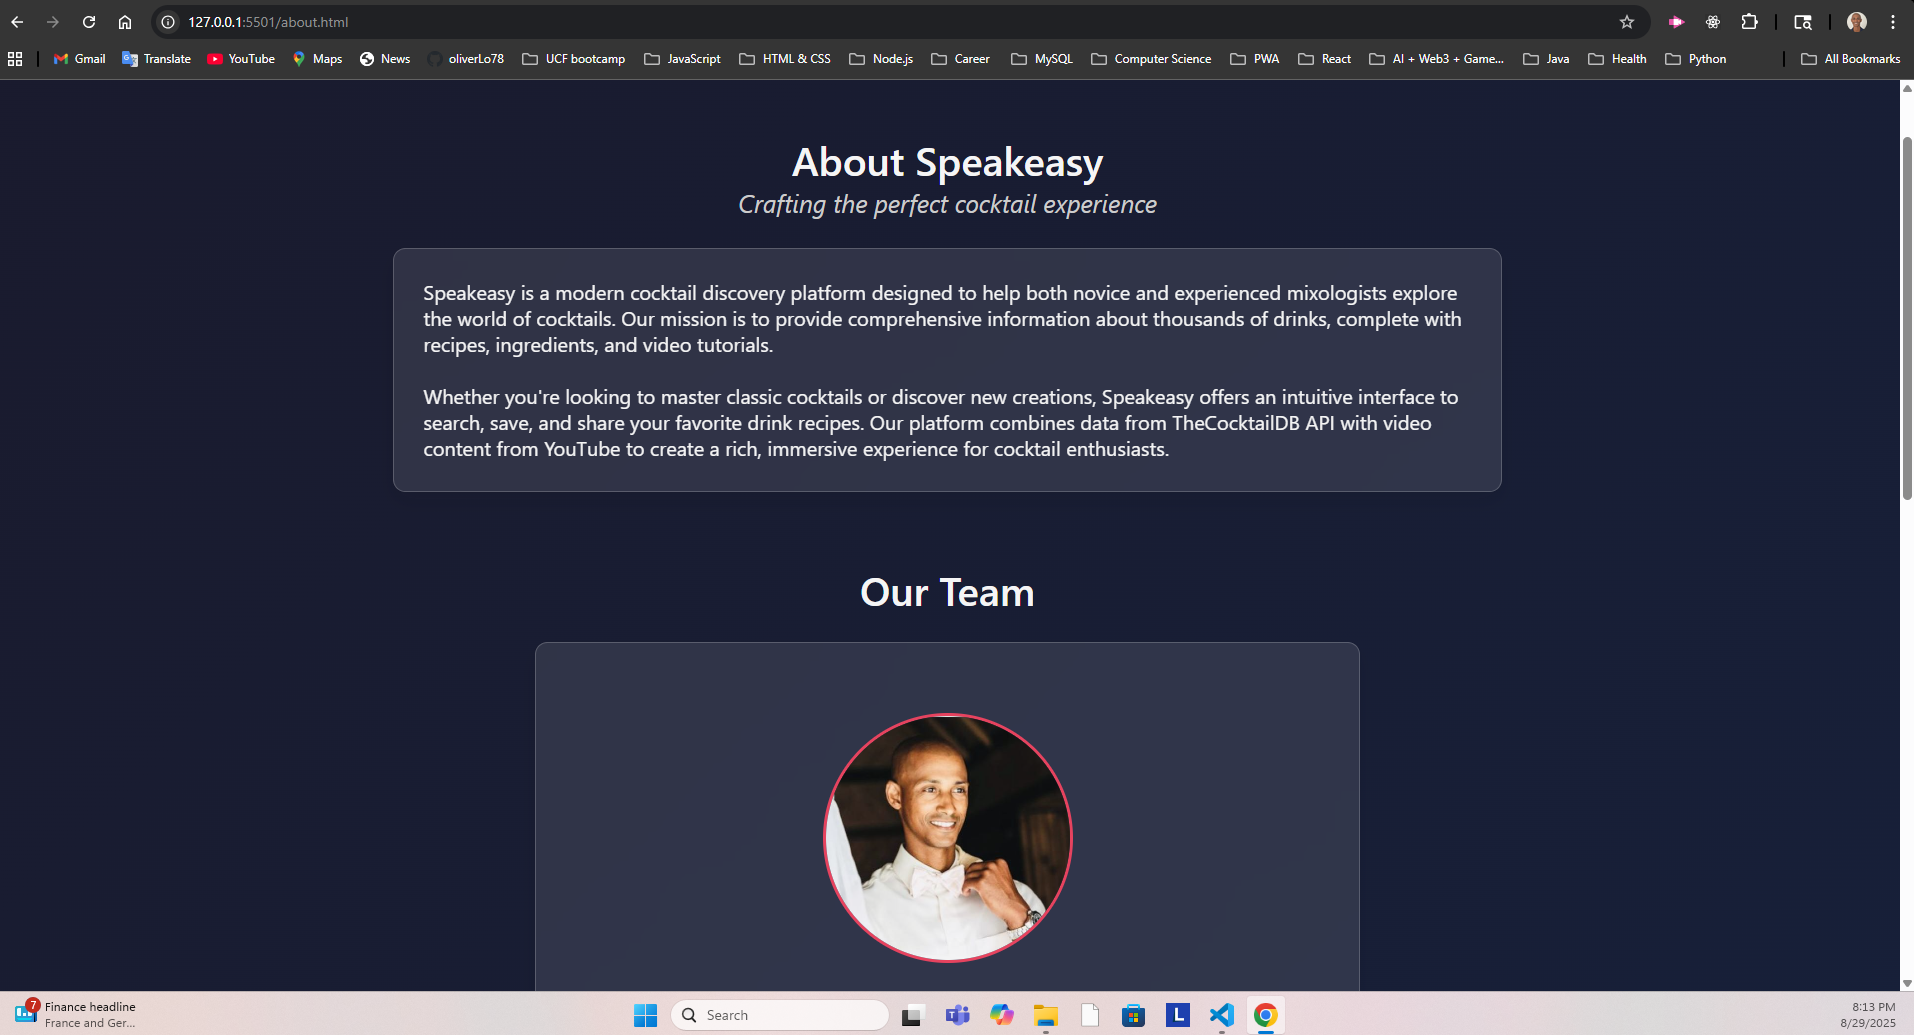 127.0.0.1:5501/about.html
Gmail Translate YouTube Maps News oliverLo78 UCF bootcamp JavaScript HTML & CSS Node.js Career MySQL Computer Science PWA React AI + Web3 + Game... Java Health Python All Bookmarks
About Speakeasy
Crafting the perfect cocktail experience
Speakeasy is a modern cocktail discovery platform designed to help both novice and experienced mixologists explore
the world of cocktails. Our mission is to provide comprehensive information about thousands of drinks, complete with
recipes, ingredients, and video tutorials.
Whether you're looking to master classic cocktails or discover new creations, Speakeasy offers an intuitive interface to
search, save, and share your favorite drink recipes. Our platform combines data from TheCocktailDB API with video
content from YouTube to create a rich, immersive experience for cocktail enthusiasts.
Our Team
7
Finance headline
France and Ger...
Search
T
L
8:13 PM
8/29/2025